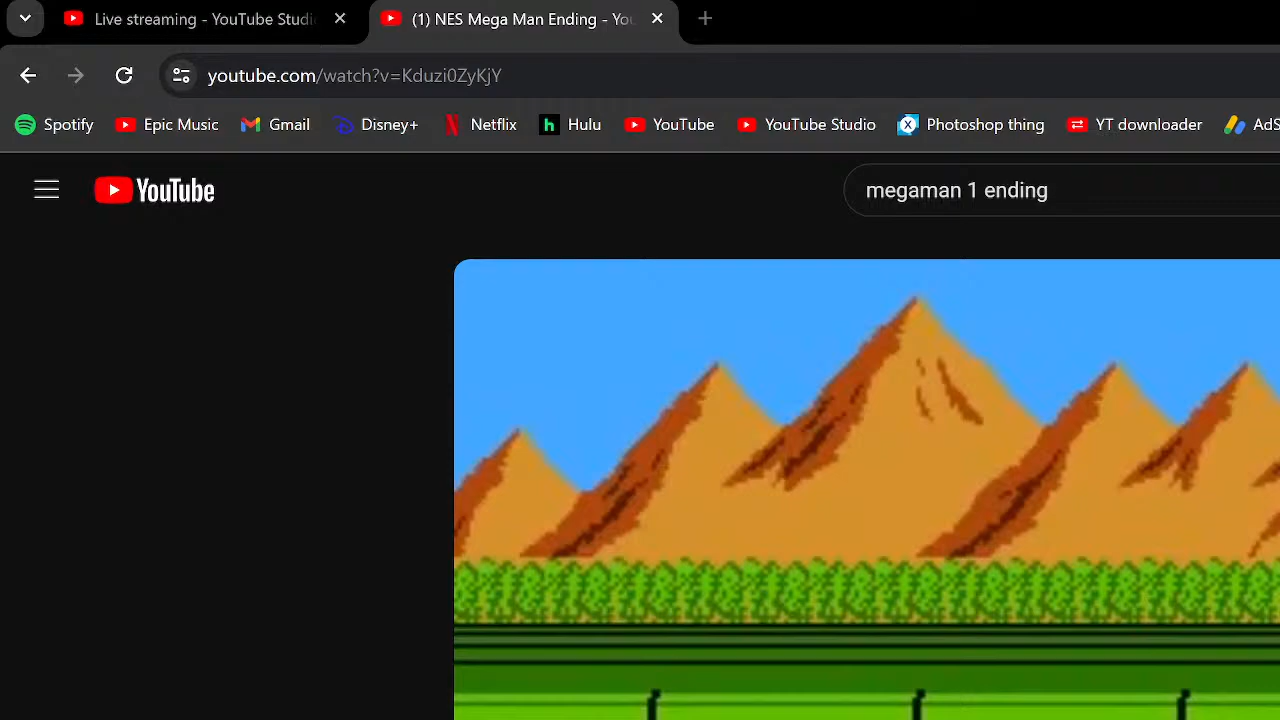 Live streaming - YouTube Studi
(1) NES Mega Man Ending - You
youtube.com/watch?v=Kduzi0ZyKjY
Spotify Epic Music Gmail Disney+ Netflix h Hulu YouTube YouTube Studio X Photoshop thing YT downloader AdS
YouTube megaman 1 ending